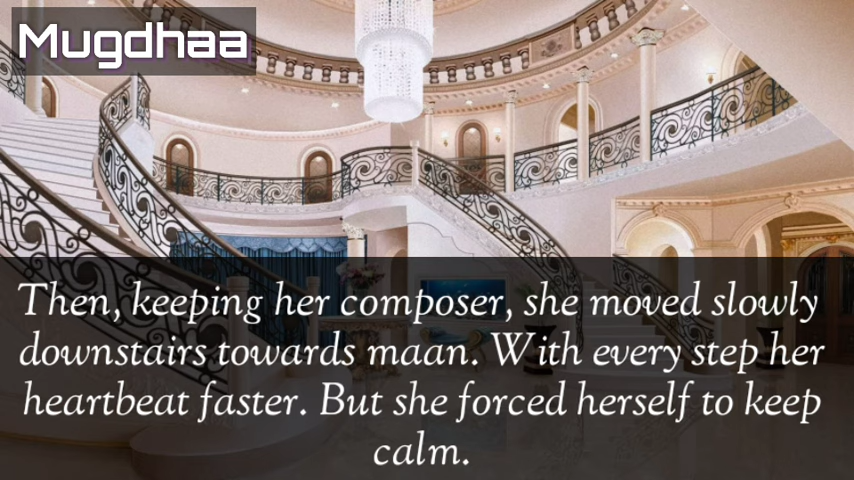 Mugdhaa
Then, keeping her composer, she moved slowly
downstairs towards maan. With every step her
heartbeat faster. But she forced herself to keep
calm.